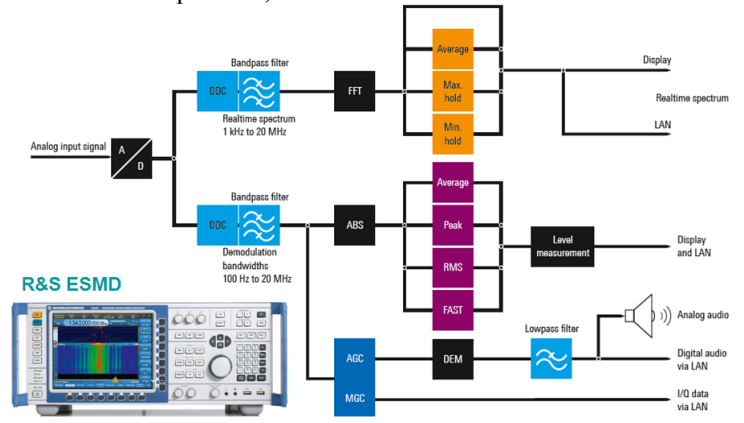 Bandpass filter
DDC
FFT
Realtime spectrum
1 kHz to 20 MHz
Average
Max.
hold
Min.
hold
Display
Realtime spectrum
LAN
Analog input signal
A
D
Bandpass filter
DDC
ABS
Demodulation
bandwidths
100 Hz to 20 MHz
Average
Peak
RMS
FAST
Level
measurement
Display
and LAN
R&S ESMD
AGC
MGC
DEM
Lowpass filter
Analog audio
Digital audio
via LAN
I/Q data
via LAN